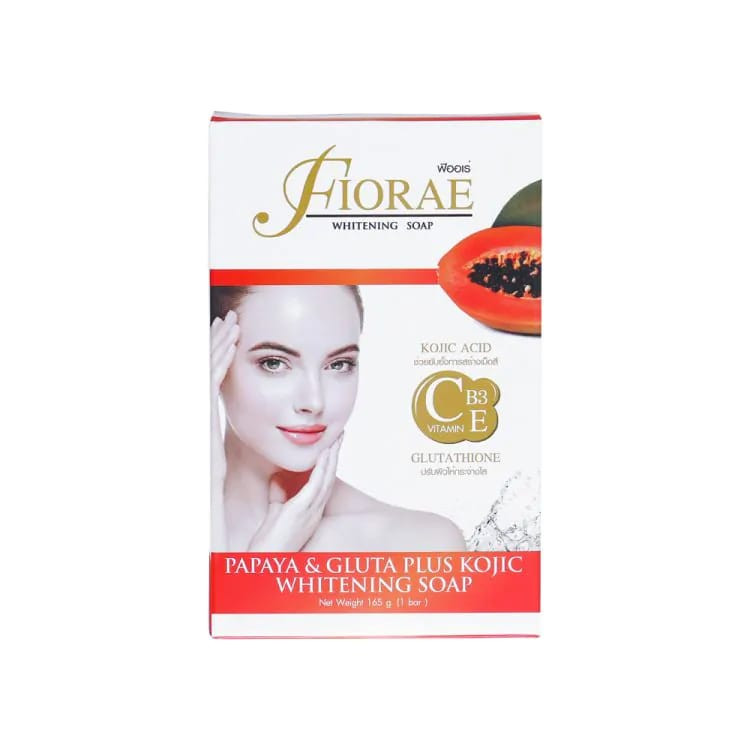 ฟีออเร่
FIORAE
WHITENING SOAP
KOJIC ACID
ช่วยยับยั้งการสร้างเม็ดสี
C B3
VITAMIN E
GLUTATHIONE
ปรับผิวให้กระจ่างใส
PAPAYA & GLUTA PLUS KOJIC
WHITENING SOAP
Net Weight 165 g (1 bar )